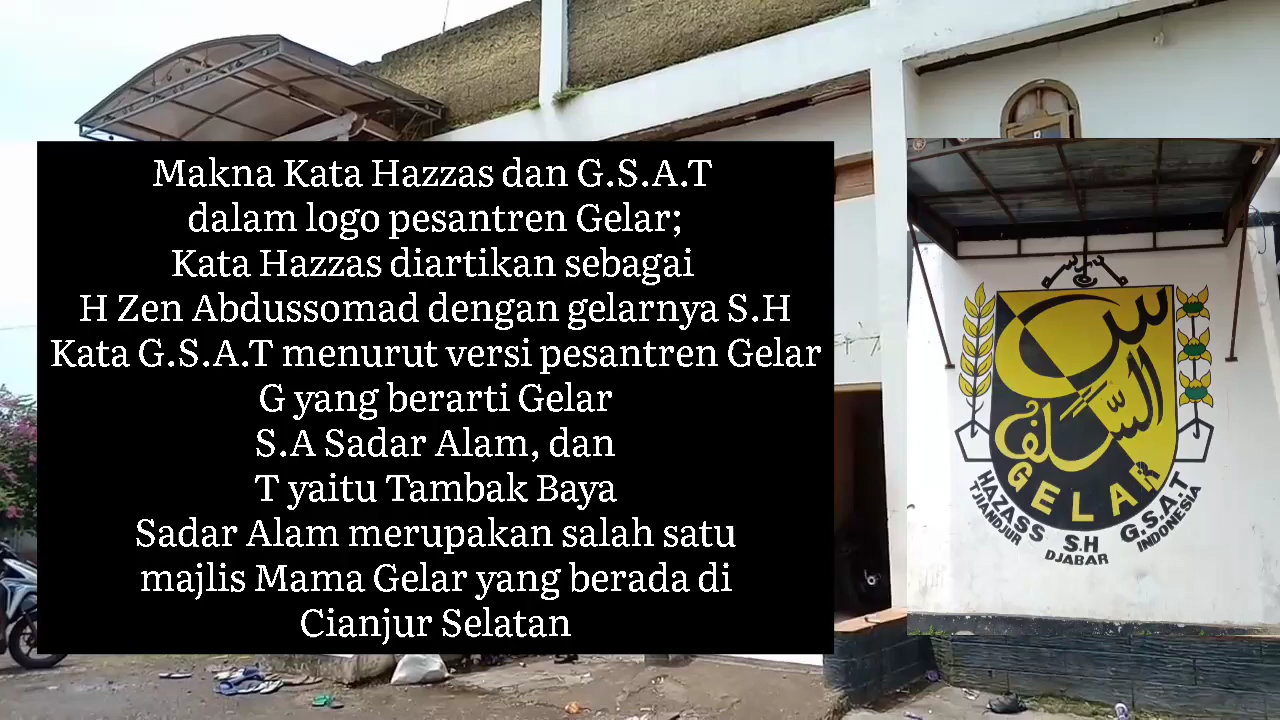 Makna Kata Hazzas dan G.S.A.T
dalam logo pesantren Gelar;
Kata Hazzas diartikan sebagai
H Zen Abdussomad dengan gelarnya S.H
Kata G.S.A.T menurut versi pesantren Gelar
G yang berarti Gelar
S.A Sadar Alam, dan
T yaitu Tambak Baya
Sadar Alam merupakan salah satu
majlis Mama Gelar yang berada di
Cianjur Selatan
GELAR
HAZASS S.H G.S.A.T
TJIANDJUR DJABAR INDONESIA